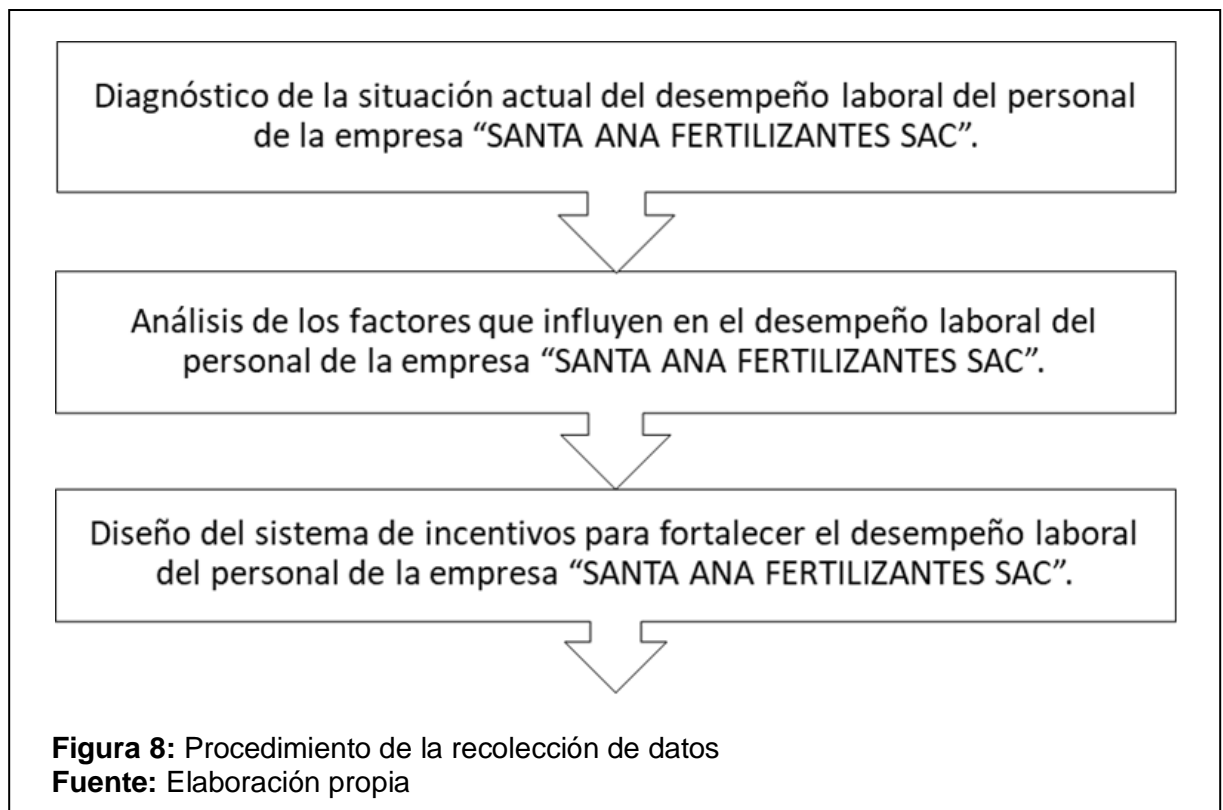 Diagnóstico de la situación actual del desempeño laboral del personal
de la empresa “SANTA ANA FERTILIZANTES SAC”.
Análisis de los factores que influyen en el desempeño laboral del
personal de la empresa “SANTA ANA FERTILIZANTES SAC”.
Diseño del sistema de incentivos para fortalecer el desempeño laboral
del personal de la empresa “SANTA ANA FERTILIZANTES SAC”.
Figura 8: Procedimiento de la recolección de datos
Fuente: Elaboración propia